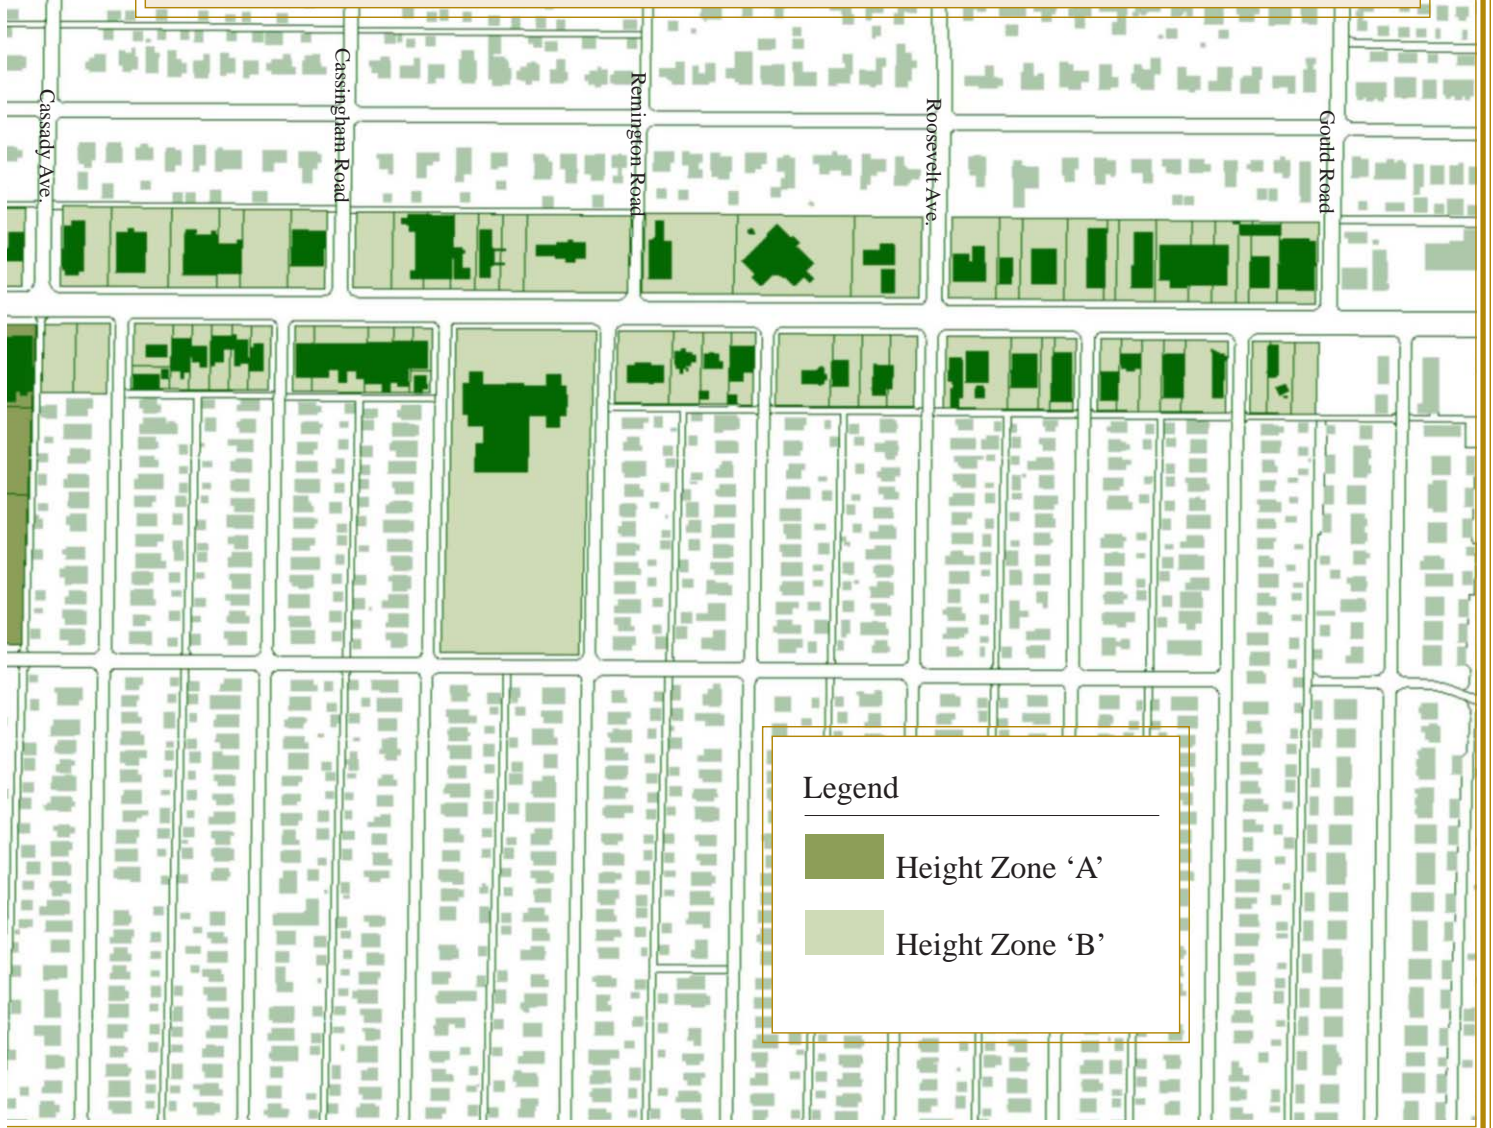 Cassady Ave.
Cassingham Road
Remington Road
Roosevelt Ave.
Gould Road
Legend
Height Zone ‘A’
Height Zone ‘B’